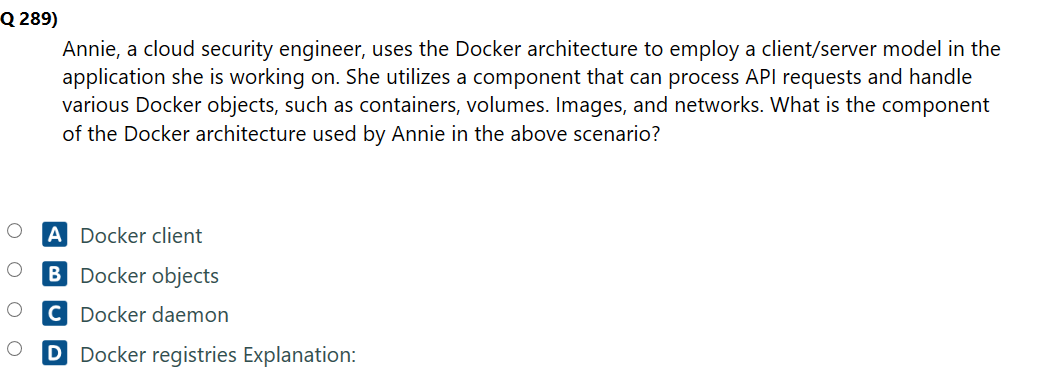 Q 289)
Annie, a cloud security engineer, uses the Docker architecture to employ a client/server model in the
application she is working on. She utilizes a component that can process API requests and handle
various Docker objects, such as containers, volumes. Images, and networks. What is the component
of the Docker architecture used by Annie in the above scenario?
A Docker client
B Docker objects
C Docker daemon
D Docker registries Explanation: